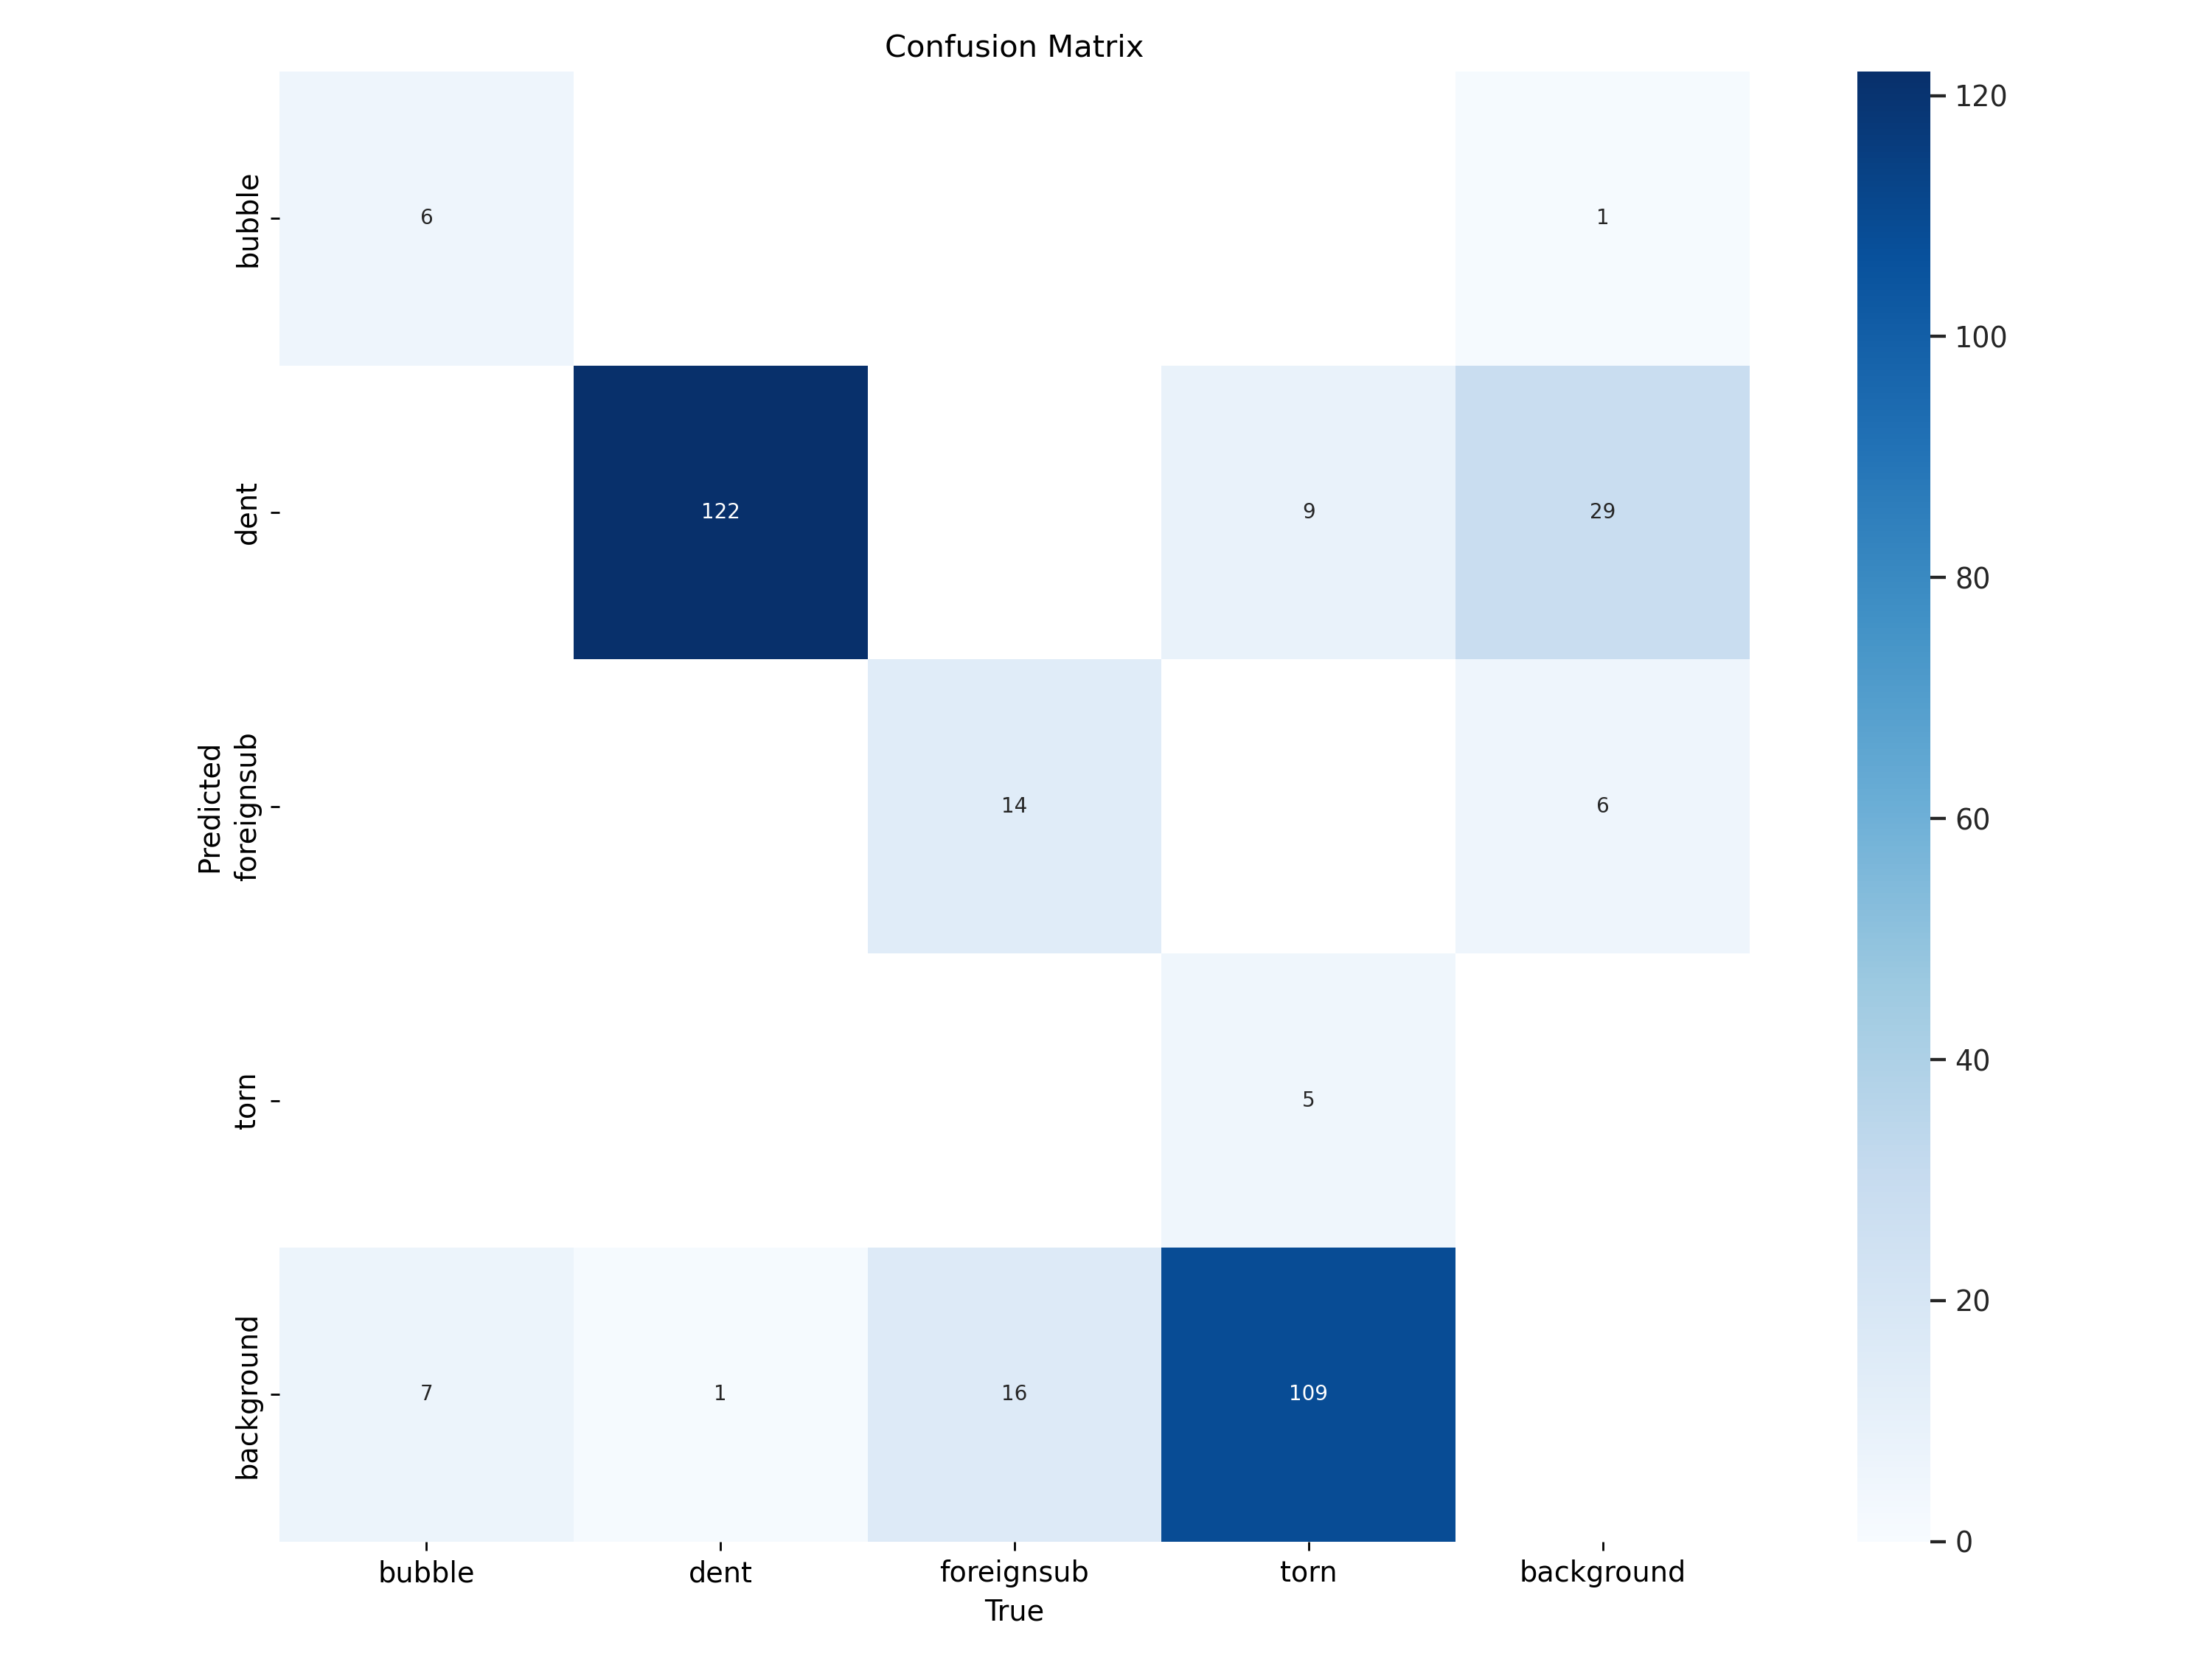 Confusion Matrix
bubble
6
1
dent
122
9
29
Predicted
foreignsub
14
6
torn
5
background
7
1
16
109
bubble
dent
foreignsub
torn
background
True
120
100
80
60
40
20
0